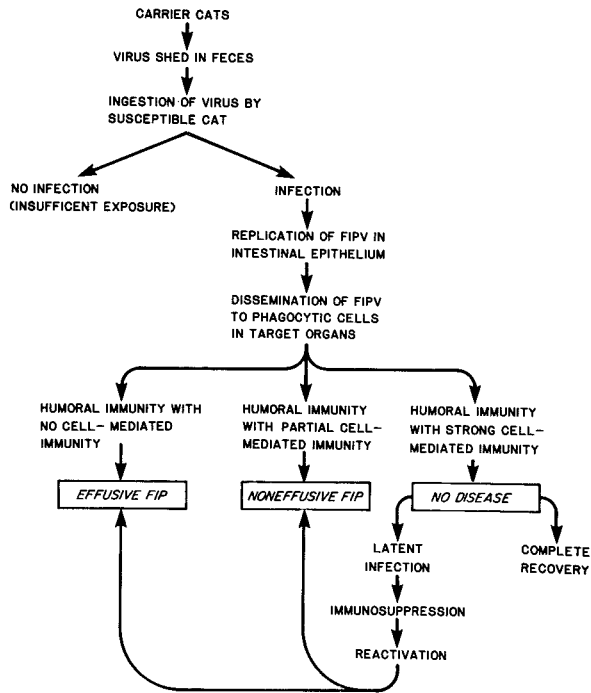 CARRIER CATS
VIRUS SHED IN FECES
INGESTION OF VIRUS BY
SUSCEPTIBLE CAT
NO INFECTION
(INSUFFICIENT EXPOSURE)
INFECTION
REPLICATION OF FIPV IN
INTESTINAL EPITHELIUM
DISSEMINATION OF FIPV
TO PHAGOCYTIC CELLS
IN TARGET ORGANS
HUMORAL IMMUNITY WITH
NO CELL-MEDIATED
IMMUNITY
HUMORAL IMMUNITY
WITH PARTIAL CELL-
MEDIATED IMMUNITY
HUMORAL IMMUNITY
WITH STRONG CELL-
MEDIATED IMMUNITY
EFFUSIVE FIP
NONEFFUSIVE FIP
NO DISEASE
LATENT
INFECTION
COMPLETE
RECOVERY
IMMUNOSUPPRESSION
REACTIVATION